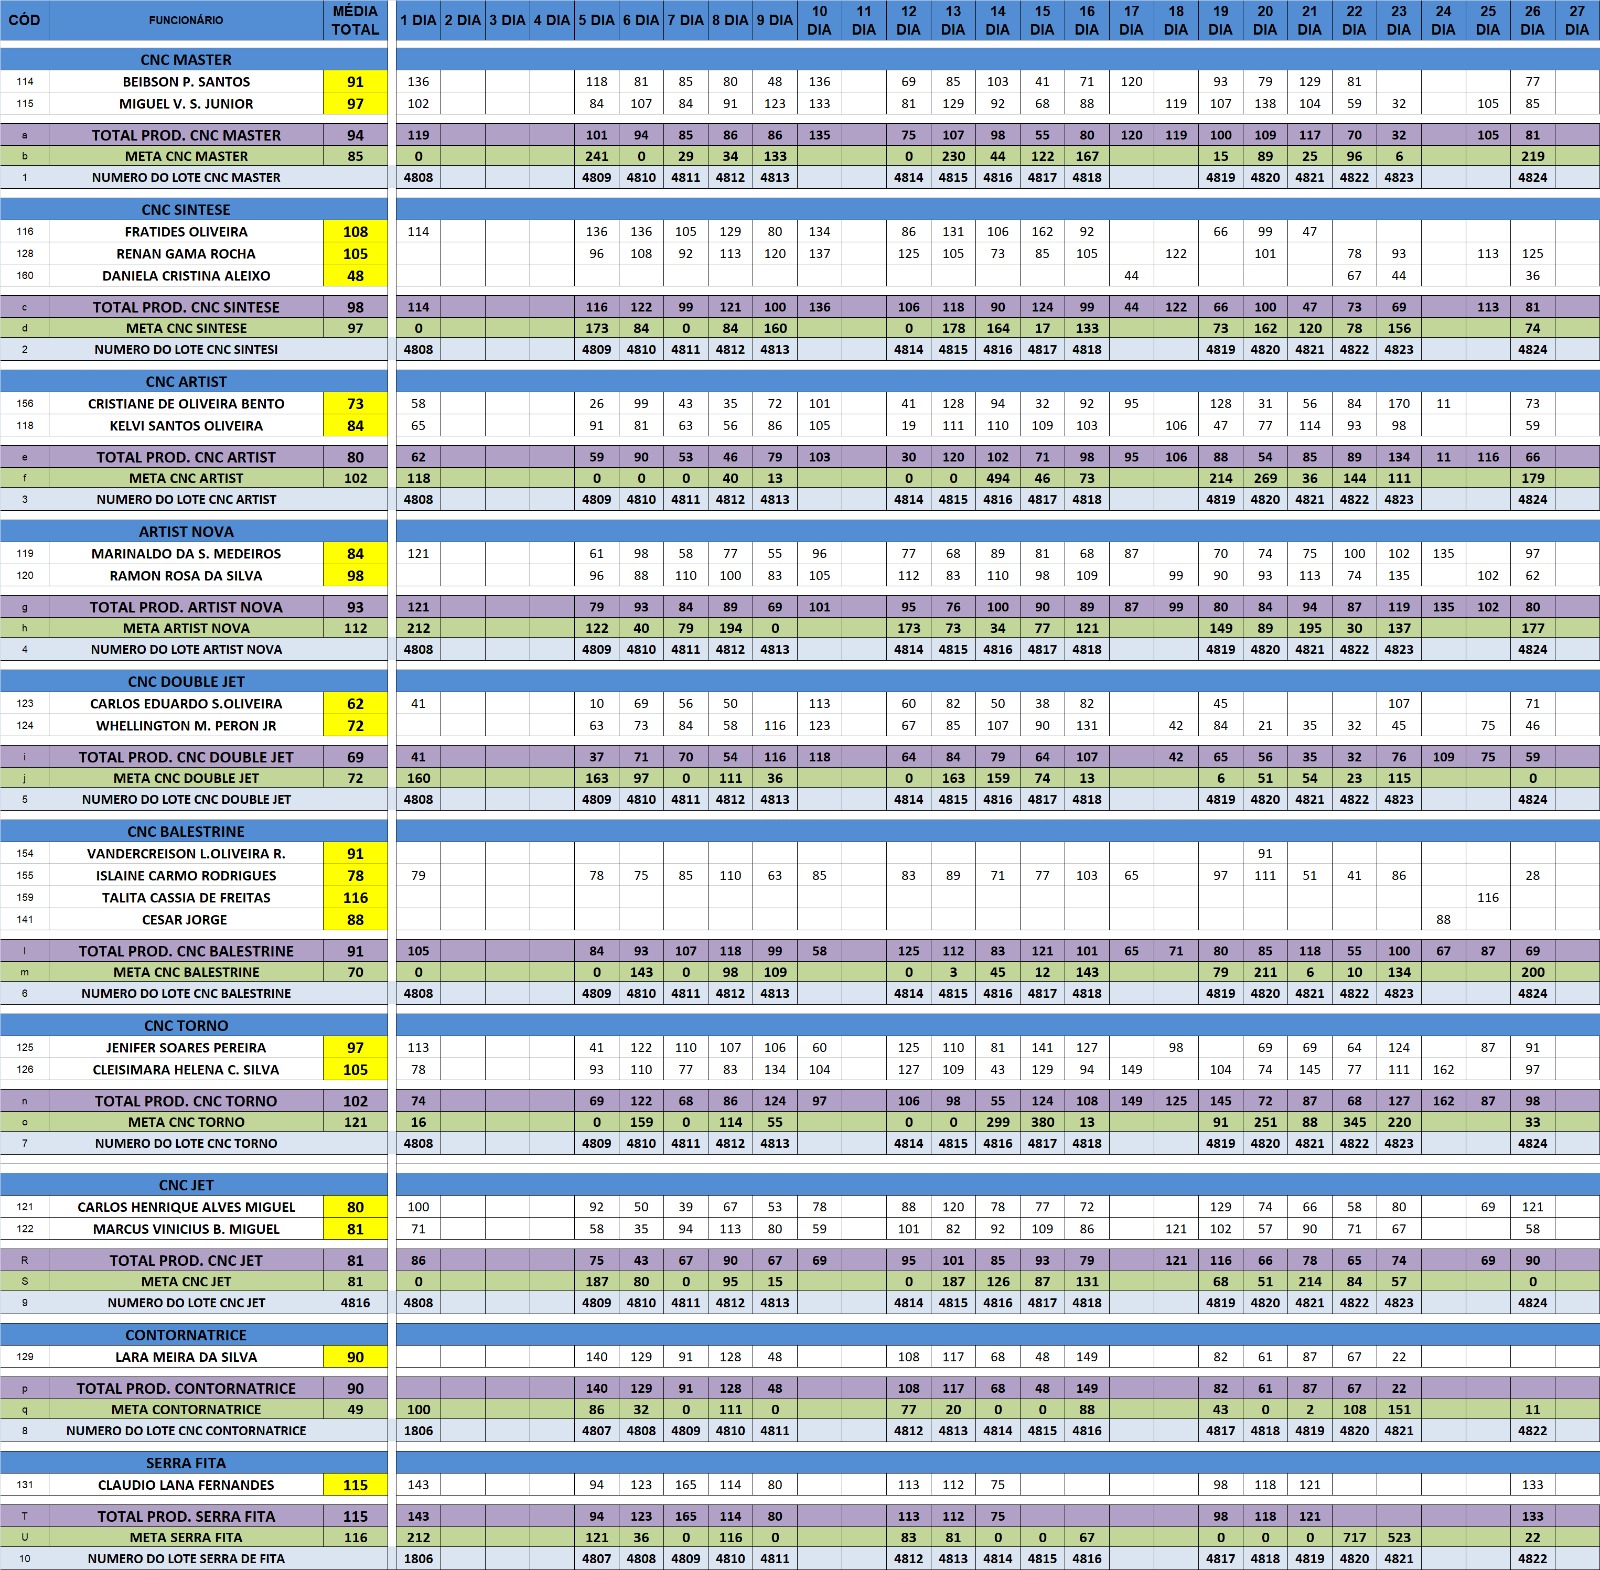 CÓD FUNCIONÁRIO MÉDIA TOTAL 1 DIA 2 DIA 3 DIA 4 DIA 5 DIA 6 DIA 7 DIA 8 DIA 9 DIA 10 DIA 11 DIA 12 DIA 13 DIA 14 DIA 15 DIA 16 DIA 17 DIA 18 DIA 19 DIA 20 DIA 21 DIA 22 DIA 23 DIA 24 DIA 25 DIA 26 DIA 27 DIA
CNC MASTER
114 BEIBSON P. SANTOS 91 136 118 81 85 80 48 136 69 85 103 41 71 120 93 79 129 81 77
115 MIGUEL V. S. JUNIOR 97 102 84 107 84 91 123 133 81 129 92 68 88 119 107 138 104 59 32 105 85
a TOTAL PROD. CNC MASTER 94 119 101 94 85 86 86 135 75 107 98 55 80 120 119 100 109 117 70 32 105 81
b META CNC MASTER 85 0 241 0 29 34 133 0 230 44 122 167 15 89 25 96 6 219
1 NUMERO DO LOTE CNC MASTER 4808 4809 4810 4811 4812 4813 4814 4815 4816 4817 4818 4819 4820 4821 4822 4823 4824
CNC SINTESE
116 FRATIDES OLIVEIRA 108 114 136 136 105 129 80 134 86 131 106 162 92 66 99 47
128 RENAN GAMA ROCHA 105 96 108 92 113 120 137 125 105 73 85 105 122 101 78 93 113 125
160 DANIELA CRISTINA ALEIXO 48 44 67 44 36
c TOTAL PROD. CNC SINTESE 98 114 116 122 99 121 100 136 106 118 90 124 99 44 122 66 100 47 73 69 113 81
d META CNC SINTESE 97 0 173 84 0 84 160 0 178 164 17 133 73 162 120 78 156 74
2 NUMERO DO LOTE CNC SINTESI 4808 4809 4810 4811 4812 4813 4814 4815 4816 4817 4818 4819 4820 4821 4822 4823 4824
CNC ARTIST
156 CRISTIANE DE OLIVEIRA BENTO 73 58 26 99 43 35 72 101 41 128 94 32 92 95 128 31 56 84 170 11 73
118 KELVI SANTOS OLIVEIRA 84 65 91 81 63 56 86 105 19 111 110 109 103 106 47 77 114 93 98 59
e TOTAL PROD. CNC ARTIST 80 62 59 90 53 46 79 103 30 120 102 71 98 95 106 88 54 85 89 134 11 116 66
f META CNC ARTIST 102 118 0 0 0 40 13 0 0 494 46 73 214 269 36 144 111 179
3 NUMERO DO LOTE CNC ARTIST 4808 4809 4810 4811 4812 4813 4814 4815 4816 4817 4818 4819 4820 4821 4822 4823 4824
ARTIST NOVA
119 MARINALDO DA S. MEDEIROS 84 121 61 98 58 77 55 96 77 68 89 81 68 87 70 74 75 100 102 135 97
120 RAMON ROSA DA SILVA 98 96 88 110 100 83 105 112 83 110 98 109 99 90 93 113 74 135 102 62
g TOTAL PROD. ARTIST NOVA 93 121 79 93 84 89 69 101 95 76 100 90 89 87 99 80 84 94 87 119 135 102 80
h META ARTIST NOVA 112 212 122 40 79 194 0 173 73 34 77 121 149 89 195 30 137 177
4 NUMERO DO LOTE ARTIST NOVA 4808 4809 4810 4811 4812 4813 4814 4815 4816 4817 4818 4819 4820 4821 4822 4823 4824
CNC DOUBLE JET
123 CARLOS EDUARDO S.OLIVEIRA 62 41 10 69 56 50 113 60 82 50 38 82 45 107 71
124 WHELLINGTON M. PERON JR 72 63 73 84 58 116 123 67 85 107 90 131 42 84 21 35 32 45 75 46
i TOTAL PROD. CNC DOUBLE JET 69 41 37 71 70 54 116 118 64 84 79 64 107 42 65 56 35 32 76 109 75 59
j META CNC DOUBLE JET 72 160 163 97 0 111 36 0 163 159 74 13 6 51 54 23 115 0
5 NUMERO DO LOTE CNC DOUBLE JET 4808 4809 4810 4811 4812 4813 4814 4815 4816 4817 4818 4819 4820 4821 4822 4823 4824
CNC BALESTRINE
154 VANDERCREISON L.OLIVEIRA R. 91 91
155 ISLAINE CARMO RODRIGUES 78 79 78 75 85 110 63 85 83 89 71 77 103 65 97 111 51 41 86 28
159 TALITA CASSIA DE FREITAS 116 116
141 CESAR JORGE 88 88
l TOTAL PROD. CNC BALESTRINE 91 105 84 93 107 118 99 58 125 112 83 121 101 65 71 80 85 118 55 100 67 87 69
m META CNC BALESTRINE 70 0 0 143 0 98 109 0 3 45 12 143 79 211 6 10 134 200
6 NUMERO DO LOTE CNC BALESTRINE 4808 4809 4810 4811 4812 4813 4814 4815 4816 4817 4818 4819 4820 4821 4822 4823 4824
CNC TORNO
125 JENIFER SOARES PEREIRA 97 113 41 122 110 107 106 60 125 110 81 141 127 98 69 69 64 124 87 91
126 CLEISIMARA HELENA C. SILVA 105 78 93 110 77 83 134 104 127 109 43 129 94 149 104 74 145 77 111 162 97
n TOTAL PROD. CNC TORNO 102 74 69 122 68 86 124 97 106 98 55 124 108 149 125 145 72 87 68 127 162 87 98
o META CNC TORNO 121 16 0 159 0 114 55 0 0 299 380 13 91 251 88 345 220 33
7 NUMERO DO LOTE CNC TORNO 4808 4809 4810 4811 4812 4813 4814 4815 4816 4817 4818 4819 4820 4821 4822 4823 4824
CNC JET
121 CARLOS HENRIQUE ALVES MIGUEL 80 100 92 50 39 67 53 78 88 120 78 77 72 129 74 66 58 80 69 121
122 MARCUS VINICIUS B. MIGUEL 81 71 58 35 94 113 80 59 101 82 92 109 86 121 102 57 90 71 67 58
R TOTAL PROD. CNC JET 81 86 75 43 67 90 67 69 95 101 85 93 79 121 116 66 78 65 74 69 90
S META CNC JET 81 0 187 80 0 95 15 0 187 126 87 131 68 51 214 84 57 0
9 NUMERO DO LOTE CNC JET 4816 4808 4809 4810 4811 4812 4813 4814 4815 4816 4817 4818 4819 4820 4821 4822 4823 4824
CONTORNATRICE
129 LARA MEIRA DA SILVA 90 140 129 91 128 48 108 117 68 48 149 82 61 87 67 22
p TOTAL PROD. CONTORNATRICE 90 140 129 91 128 48 108 117 68 48 149 82 61 87 67 22
q META CONTORNATRICE 49 100 86 32 0 111 0 77 20 0 0 88 43 0 2 108 151 11
8 NUMERO DO LOTE CNC CONTORNATRICE 1806 4807 4808 4809 4810 4811 4812 4813 4814 4815 4816 4817 4818 4819 4820 4821 4822
SERRA FITA
131 CLAUDIO LANA FERNANDES 115 143 94 123 165 114 80 113 112 75 98 118 121 133
T TOTAL PROD. SERRA FITA 115 143 94 123 165 114 80 113 112 75 98 118 121 133
U META SERRA FITA 116 212 121 36 0 116 0 83 81 0 0 67 0 0 0 717 523 22
10 NUMERO DO LOTE SERRA DE FITA 1806 4807 4808 4809 4810 4811 4812 4813 4814 4815 4816 4817 4818 4819 4820 4821 4822